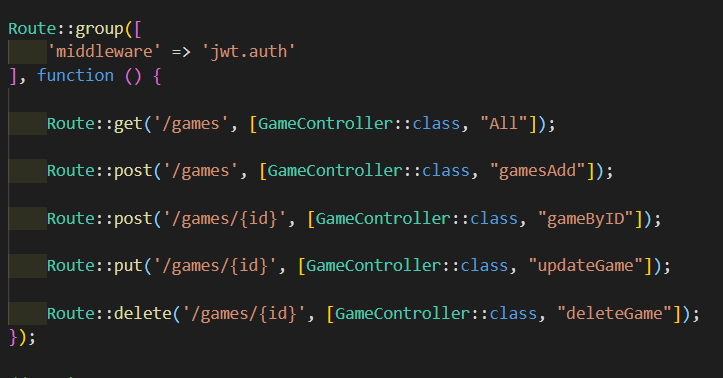 Route::group([
'middleware' => 'jwt.auth'
], function () {
Route::get('/games', [GameController::class, "All"]);
Route::post('/games', [GameController::class, "gamesAdd"]);
Route::post('/games/{id}', [GameController::class, "gameByID"]);
Route::put('/games/{id}', [GameController::class, "updateGame"]);
Route::delete('/games/{id}', [GameController::class, "deleteGame"]);
});